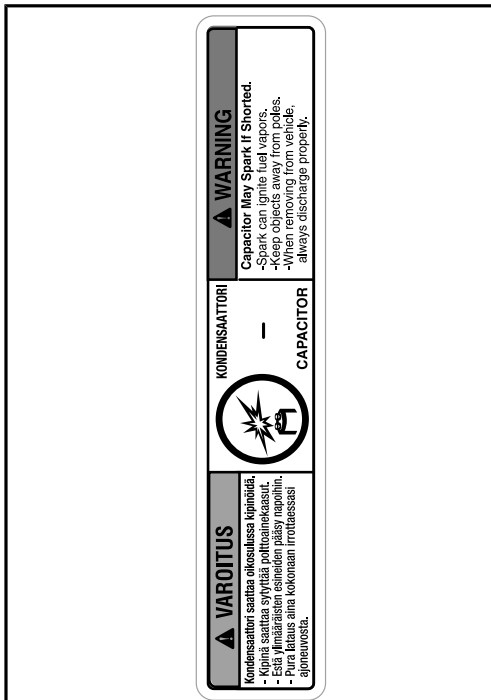 VAROITUS
Kondensaattori saattaa oikosulussa kipinöidä.
- Kipinä saattaa sytyttää polttoainekaasut.
- Estä ylimääräisten esineiden pääsy napoihin.
- Pura lataus aina kokonaan irrottaessasi
ajoneuvosta.
KONDENSAATTORI
–
CAPACITOR
WARNING
Capacitor May Spark If Shorted.
-Spark can ignite fuel vapors.
-Keep objects away from poles.
-When removing from vehicle,
always discharge properly.